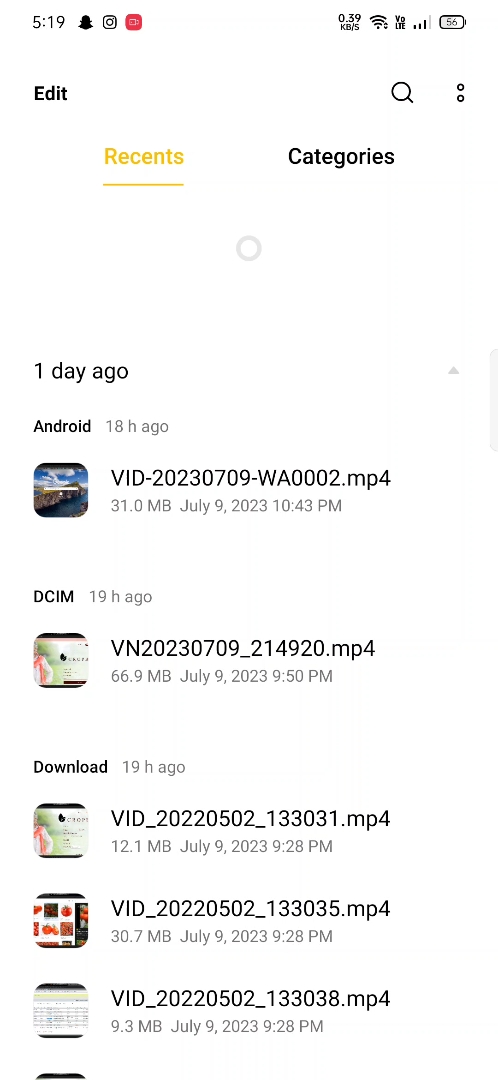 5:19
0.39
KB/S
Vo
LTE
56
Edit
Recents
Categories
1 day ago
Android 18 h ago
VID-20230709-WA0002.mp4
31.0 MB July 9, 2023 10:43 PM
DCIM 19 h ago
VN20230709_214920.mp4
66.9 MB July 9, 2023 9:50 PM
Download 19 h ago
VID_20220502_133031.mp4
12.1 MB July 9, 2023 9:28 PM
VID_20220502_133035.mp4
30.7 MB July 9, 2023 9:28 PM
VID_20220502_133038.mp4
9.3 MB July 9, 2023 9:28 PM